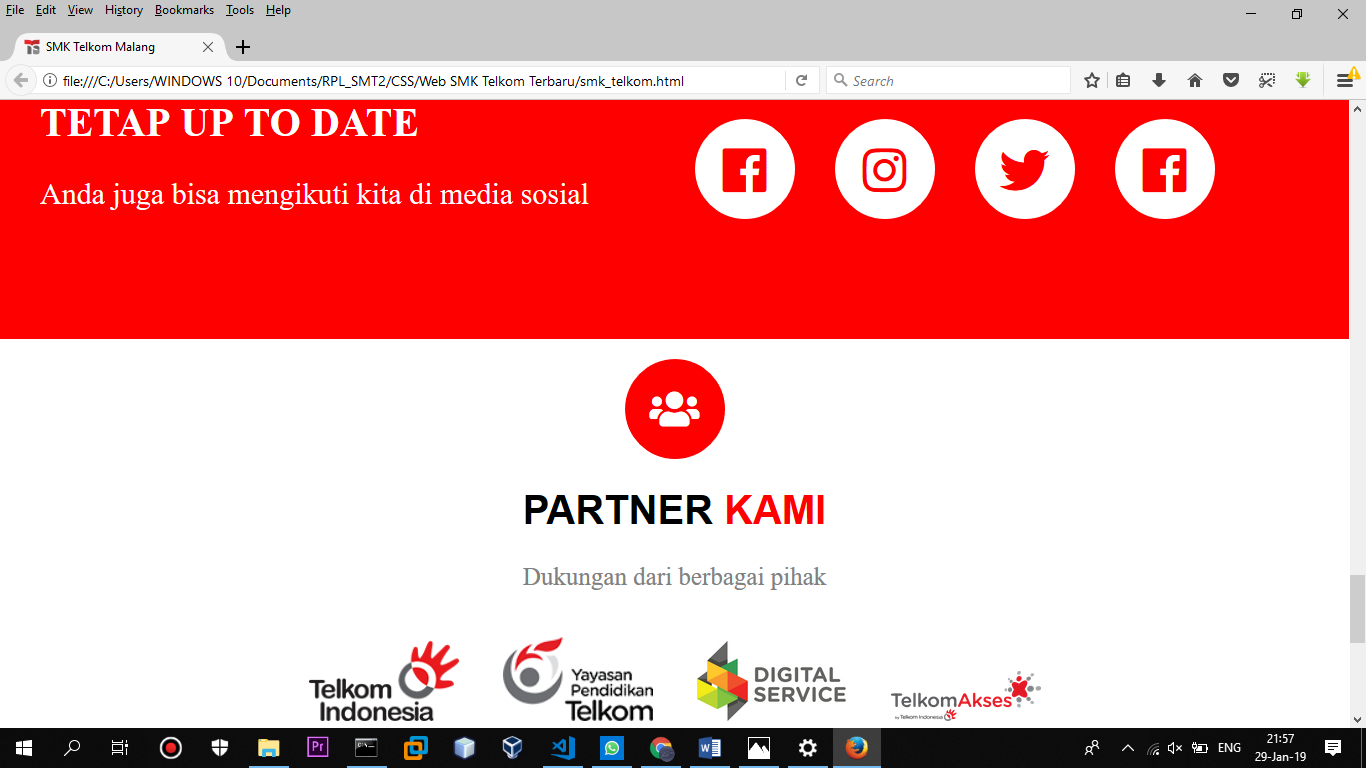 File Edit View History Bookmarks Tools Help
SMK Telkom Malang
file:///C:/Users/WINDOWS 10/Documents/RPL_SMT2/CSS/Web SMK Telkom Terbaru/smk_telkom.html
Search
TETAP UP TO DATE
Anda juga bisa mengikuti kita di media sosial
PARTNER KAMI
Dukungan dari berbagai pihak
Telkom
Indonesia
Yayasan
Pendidikan
Telkom
DIGITAL
SERVICE
TelkomAkses
by Telkom Indonesia
Pr
C:\
W
ENG
21:57
29-Jan-19